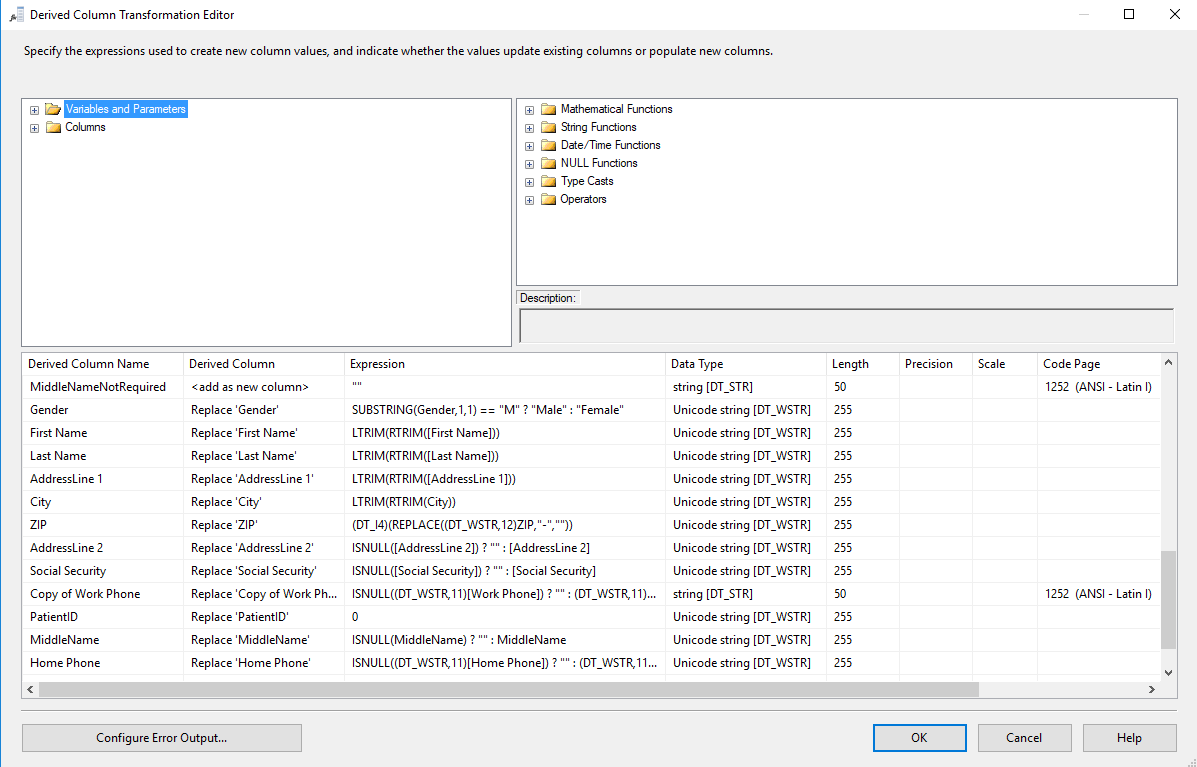 Derived Column Transformation Editor
Specify the expressions used to create new column values, and indicate whether the values update existing columns or populate new columns.
Variables and Parameters
Columns
Mathematical Functions
String Functions
Date/Time Functions
NULL Functions
Type Casts
Operators
Description:
Derived Column Name Derived Column Expression Data Type Length Precision Scale Code Page
MiddleNameNotRequired <add as new column> "" string [DT_STR] 50 1252 (ANSI - Latin I)
Gender Replace 'Gender' SUBSTRING(Gender,1,1) == "M" ? "Male" : "Female" Unicode string [DT_WSTR] 255
First Name Replace 'First Name' LTRIM(RTRIM([First Name])) Unicode string [DT_WSTR] 255
Last Name Replace 'Last Name' LTRIM(RTRIM([Last Name])) Unicode string [DT_WSTR] 255
AddressLine 1 Replace 'AddressLine 1' LTRIM(RTRIM([AddressLine 1])) Unicode string [DT_WSTR] 255
City Replace 'City' LTRIM(RTRIM(City)) Unicode string [DT_WSTR] 255
ZIP Replace 'ZIP' (DT_I4)(REPLACE((DT_WSTR,12)ZIP,"-","")) Unicode string [DT_WSTR] 255
AddressLine 2 Replace 'AddressLine 2' ISNULL([AddressLine 2]) ? "" : [AddressLine 2] Unicode string [DT_WSTR] 255
Social Security Replace 'Social Security' ISNULL([Social Security]) ? "" : [Social Security] Unicode string [DT_WSTR] 255
Copy of Work Phone Replace 'Copy of Work Ph... ISNULL((DT_WSTR,11)[Work Phone]) ? "" : (DT_WSTR,11)... string [DT_STR] 50 1252 (ANSI - Latin I)
PatientID Replace 'PatientID' 0 Unicode string [DT_WSTR] 255
MiddleName Replace 'MiddleName' ISNULL(MiddleName) ? "" : MiddleName Unicode string [DT_WSTR] 255
Home Phone Replace 'Home Phone' ISNULL((DT_WSTR,11)[Home Phone]) ? "" : (DT_WSTR,11... Unicode string [DT_WSTR] 255
Configure Error Output... OK Cancel Help